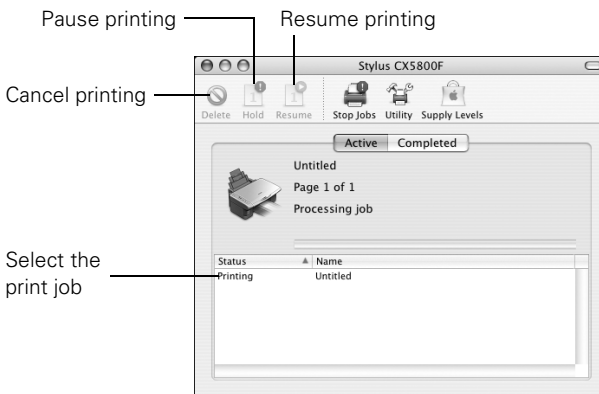 Pause printing
Resume printing
Stylus CX5800F
Cancel printing
Delete Hold Resume Stop Jobs Utility Supply Levels
Active Completed
Untitled
Page 1 of 1
Processing job
Select the
print job
Status Name
Printing Untitled